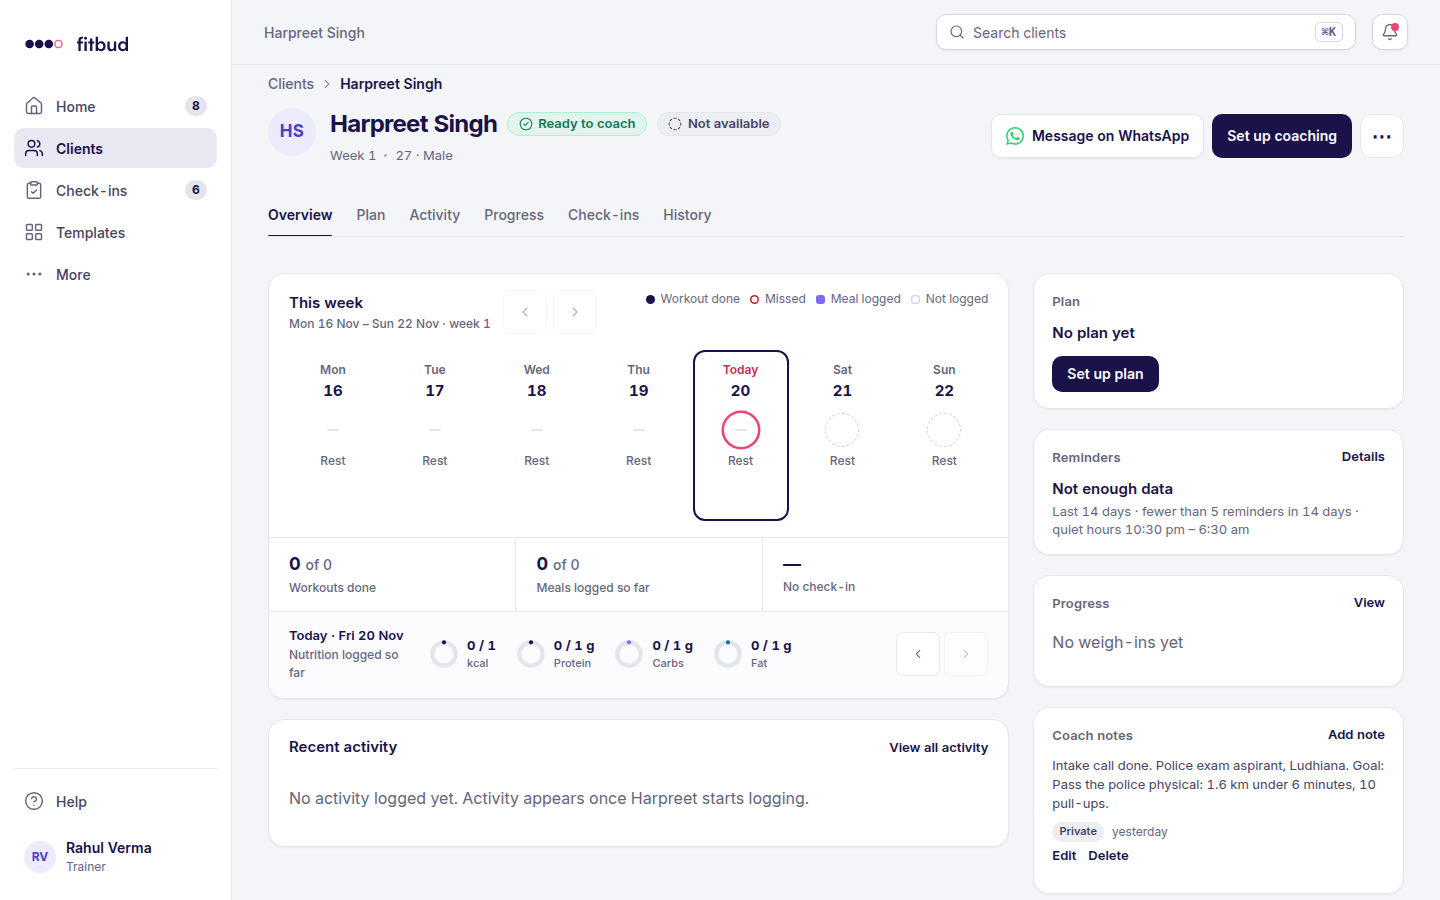 fitbud
Home 8
Clients
Check-ins 6
Templates
More
Help
RV
Rahul Verma
Trainer
Harpreet Singh
Search clients
⌘K
Clients > Harpreet Singh
HS
Harpreet Singh
Ready to coach
Not available
Week 1 • 27 · Male
Message on WhatsApp
Set up coaching
Overview Plan Activity Progress Check-ins History
This week
Mon 16 Nov – Sun 22 Nov · week 1
Workout done Missed Meal logged Not logged
Mon Tue Wed Thu Today Sat Sun
16 17 18 19 20 21 22
Rest Rest Rest Rest Rest Rest Rest
0 of 0
Workouts done
0 of 0
Meals logged so far
—
No check-in
Today · Fri 20 Nov
Nutrition logged so
far
0 / 1
kcal
0 / 1 g
Protein
0 / 1 g
Carbs
0 / 1 g
Fat
Recent activity
View all activity
No activity logged yet. Activity appears once Harpreet starts logging.
Plan
No plan yet
Set up plan
Reminders
Details
Not enough data
Last 14 days · fewer than 5 reminders in 14 days ·
quiet hours 10:30 pm – 6:30 am
Progress
View
No weigh-ins yet
Coach notes
Add note
Intake call done. Police exam aspirant, Ludhiana. Goal:
Pass the police physical: 1.6 km under 6 minutes, 10
pull-ups.
Private yesterday
Edit Delete